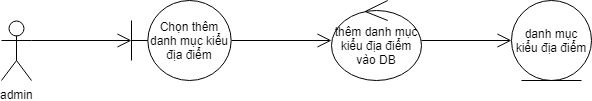 Chọn thêm
danh mục kiểu
địa điểm
thêm danh mục
kiểu địa điểm
vào DB
danh mục
kiểu địa điểm
admin